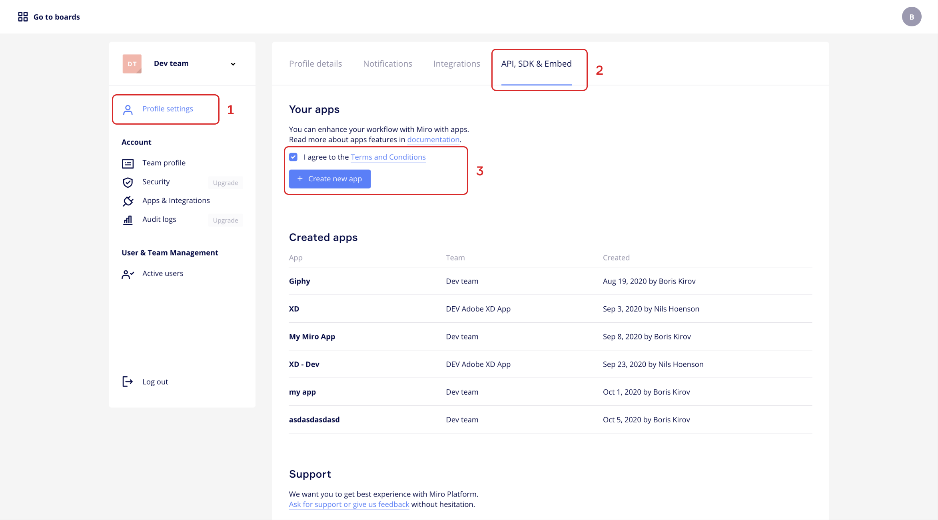 Go to boards
B
DT
Dev team
Profile settings
1
Account
Team profile
Security
Upgrade
Apps & Integrations
Audit logs
Upgrade
User & Team Management
Active users
Log out
Profile details
Notifications
Integrations
API, SDK & Embed
2
Your apps
You can enhance your workflow with Miro with apps.
Read more about apps features in documentation.
I agree to the Terms and Conditions
+ Create new app
3
Created apps
App Team Created
Giphy Dev team Aug 19, 2020 by Boris Kirov
XD DEV Adobe XD App Sep 3, 2020 by Nils Hoenson
My Miro App Dev team Sep 8, 2020 by Boris Kirov
XD - Dev DEV Adobe XD App Sep 23, 2020 by Nils Hoenson
my app Dev team Oct 1, 2020 by Boris Kirov
asdasdasdasd Dev team Oct 5, 2020 by Boris Kirov
Support
We want you to get best experience with Miro Platform.
Ask for support or give us feedback without hesitation.